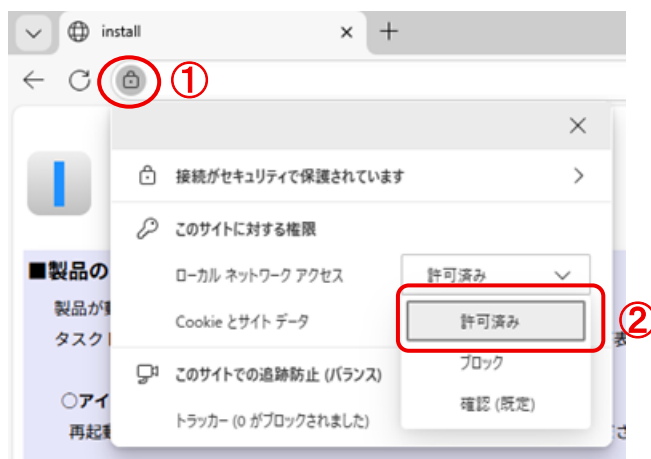 install
①
接続がセキュリティで保護されています
このサイトに対する権限
ローカル ネットワーク アクセス
許可済み
Cookie とサイト データ
許可済み
②
ブロック
確認 (既定)
このサイトでの追跡防止 (バランス)
トラッカー (0 がブロックされました)
■製品の
製品が
タスク
表
○アイ
再起